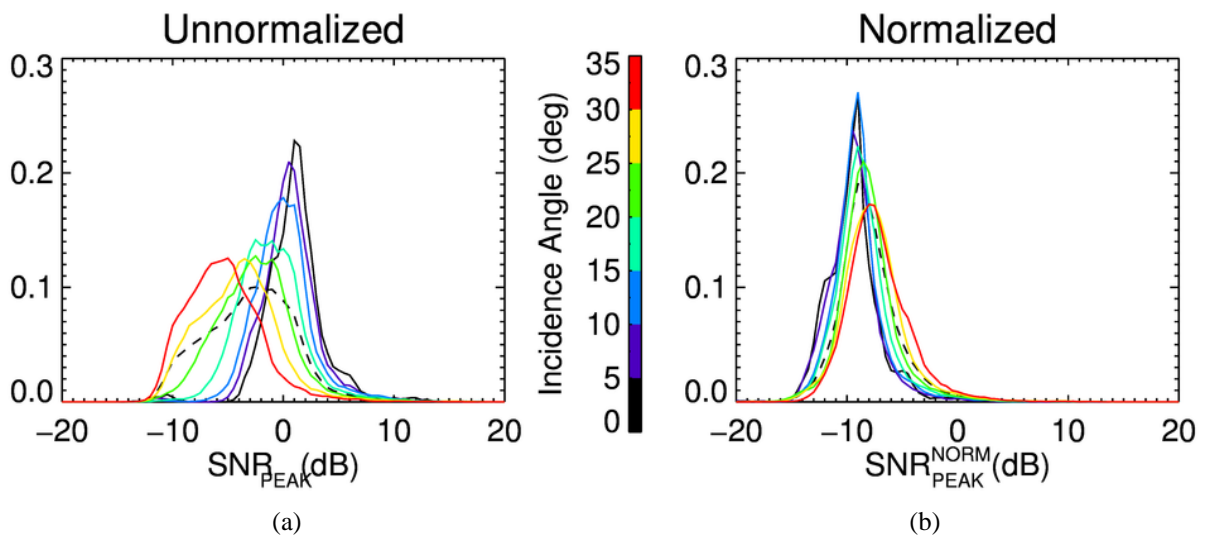 Unnormalized
0.3
0.2
0.1
0.0
−20 −10 0 10 20
SNR_PEAK (dB)
(a)
Incidence Angle (deg)
35
30
25
20
15
10
5
0
Normalized
0.3
0.2
0.1
0.0
−20 −10 0 10 20
SNR_PEAK^NORM (dB)
(b)